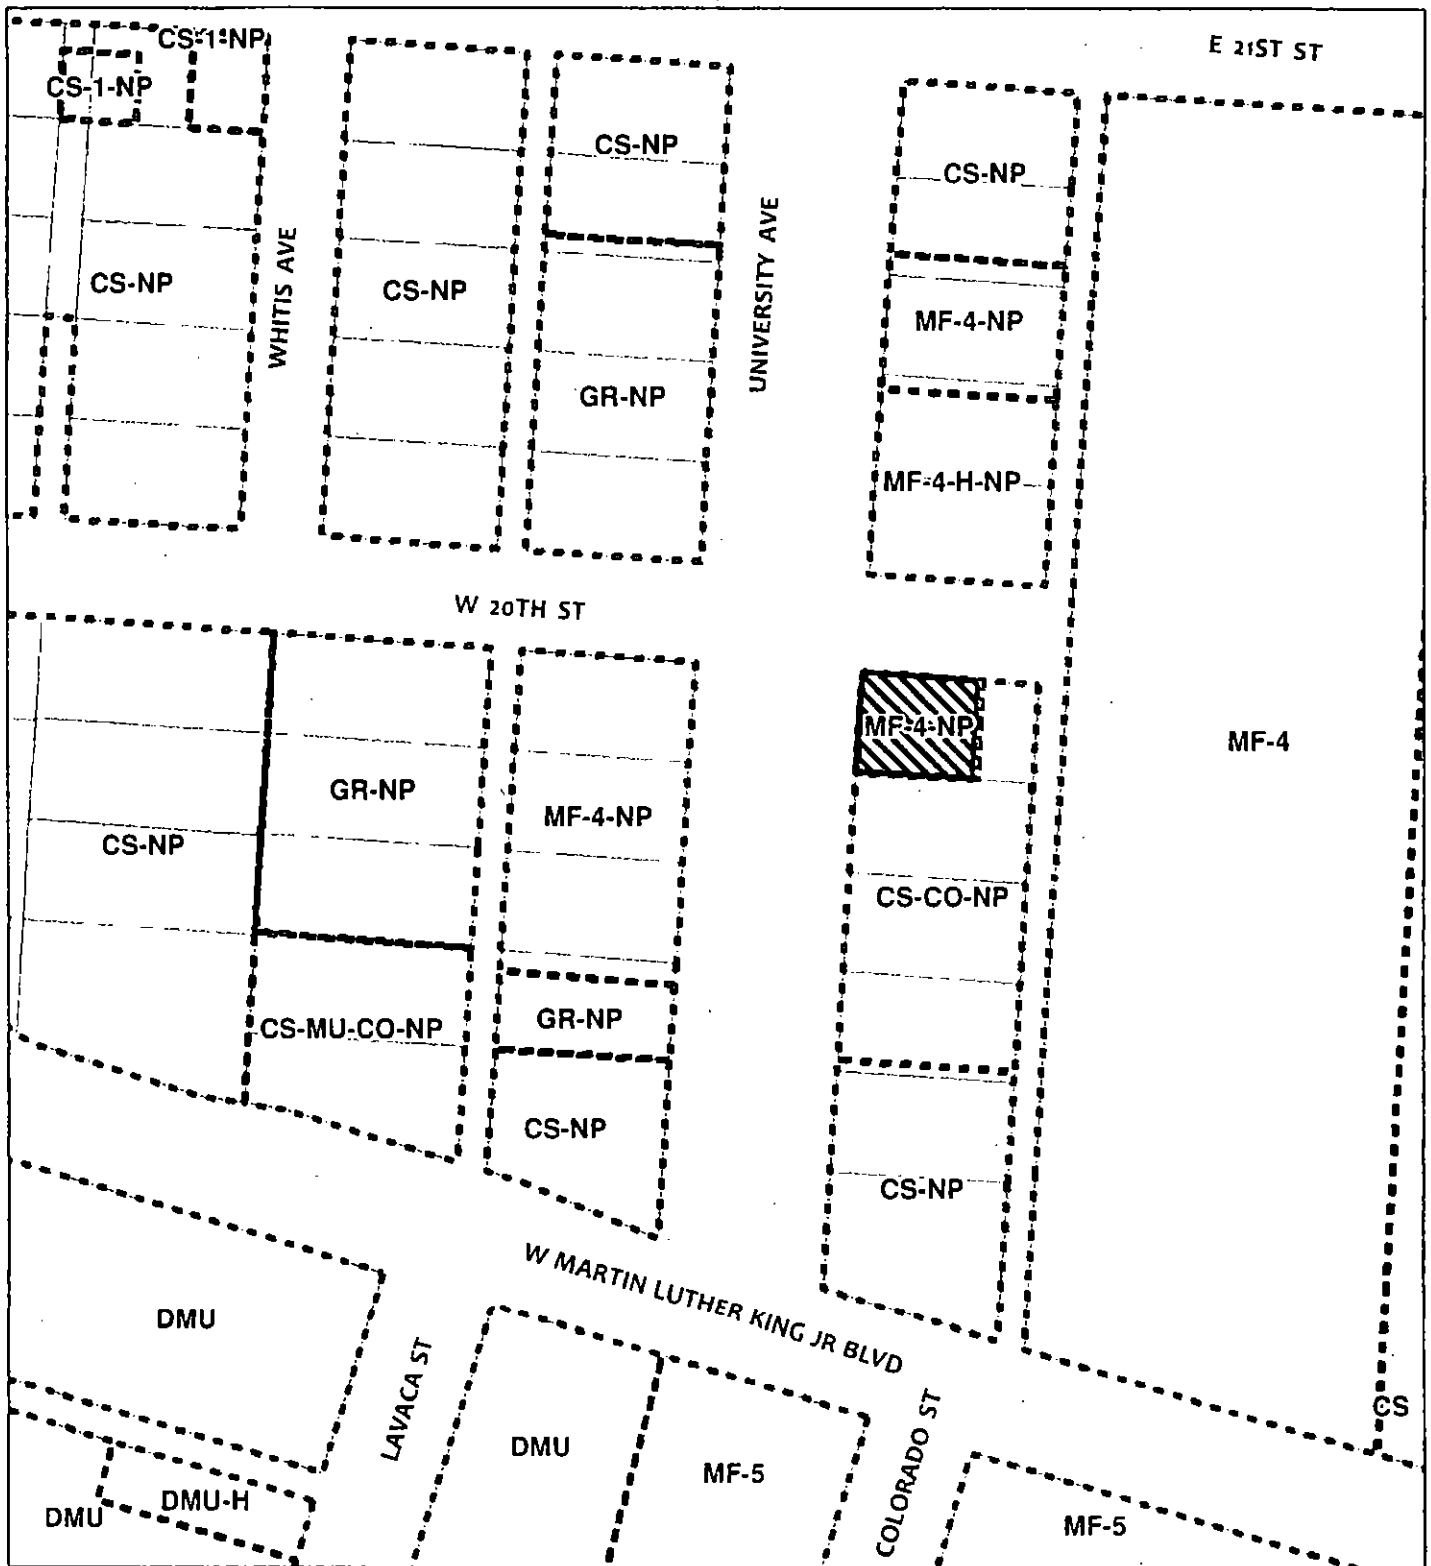 CS-1-NP
E 21ST ST
CS-1-NP
CS-NP
CS-NP
WHITIS AVE
UNIVERSITY AVE
CS-NP
CS-NP
MF-4-NP
GR-NP
MF-4-H-NP
W 20TH ST
MF-4-NP
MF-4
GR-NP
MF-4-NP
CS-NP
CS-CO-NP
GR-NP
CS-MU-CO-NP
CS-NP
CS-NP
W MARTIN LUTHER KING JR BLVD
DMU
LAVACA ST
COLORADO ST
CS
DMU
MF-5
DMU-H
DMU
MF-5